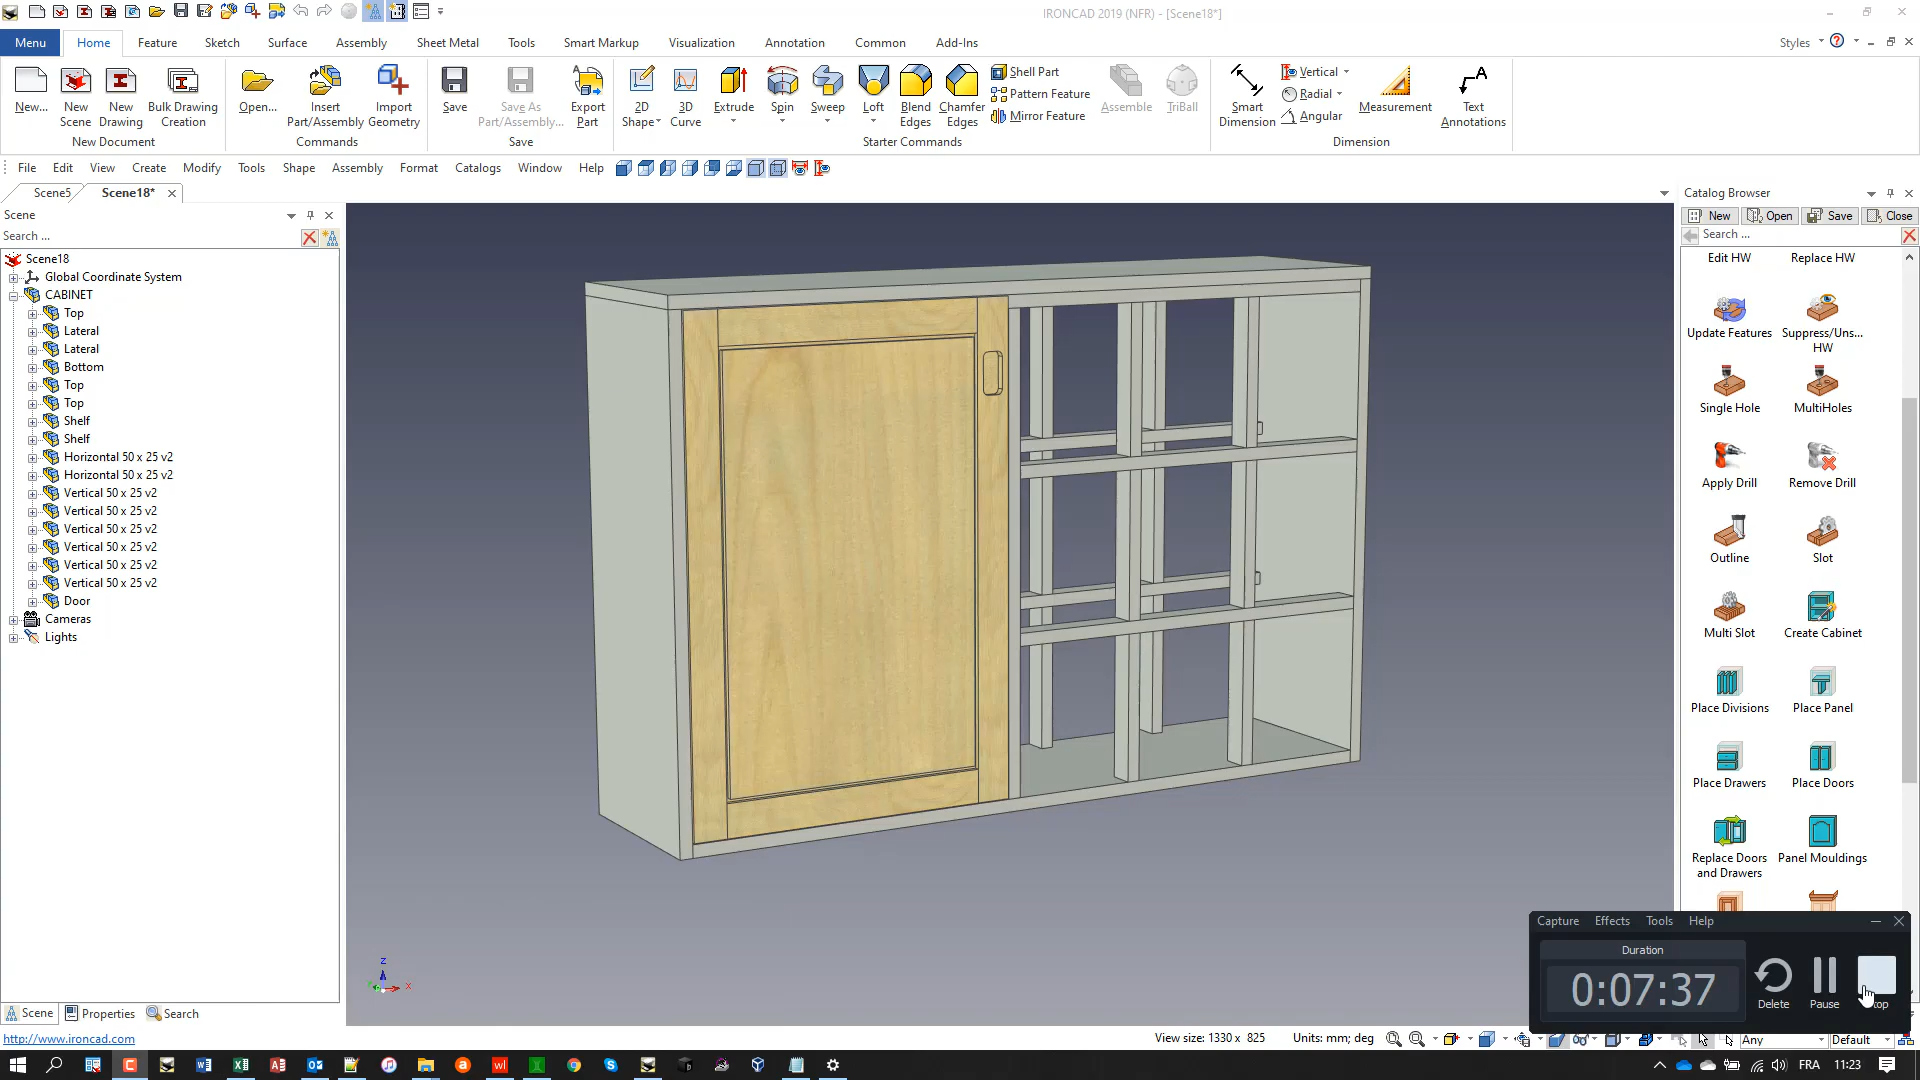 IRONCAD 2019 (NFR) - [Scene18*]
Menu Home Feature Sketch Surface Assembly Sheet Metal Tools Smart Markup Visualization Annotation Common Add-Ins Styles
New... New Scene New Drawing Bulk Drawing Creation
New Document
Open... Insert Part/Assembly Import Geometry
Commands
Save Save As Part/Assembly... Export Part
Save
2D Shape 3D Curve Extrude Spin Sweep Loft Blend Edges Chamfer Edges
Shell Part
Pattern Feature
Mirror Feature
Assemble TriBall
Starter Commands
Smart Dimension
Vertical
Radial
Angular
Measurement Text Annotations
Dimension
File Edit View Create Modify Tools Shape Assembly Format Catalogs Window Help
Scene5 Scene18*
Scene
Search ...
Scene18
Global Coordinate System
CABINET
Top
Lateral
Lateral
Bottom
Top
Top
Shelf
Shelf
Horizontal 50 x 25 v2
Horizontal 50 x 25 v2
Vertical 50 x 25 v2
Vertical 50 x 25 v2
Vertical 50 x 25 v2
Vertical 50 x 25 v2
Vertical 50 x 25 v2
Vertical 50 x 25 v2
Door
Cameras
Lights
Z
X
Catalog Browser
New Open Save Close
Search ...
Edit HW Replace HW
Update Features Suppress/Uns... HW
Single Hole MultiHoles
Apply Drill Remove Drill
Outline Slot
Multi Slot Create Cabinet
Place Divisions Place Panel
Place Drawers Place Doors
Replace Doors and Drawers Panel Mouldings
Capture Effects Tools Help
Duration
0:07:37
Delete Pause
Scene Properties Search
http://www.ironcad.com
View size: 1330 x 825 Units: mm; deg Any Default
FRA 11:23